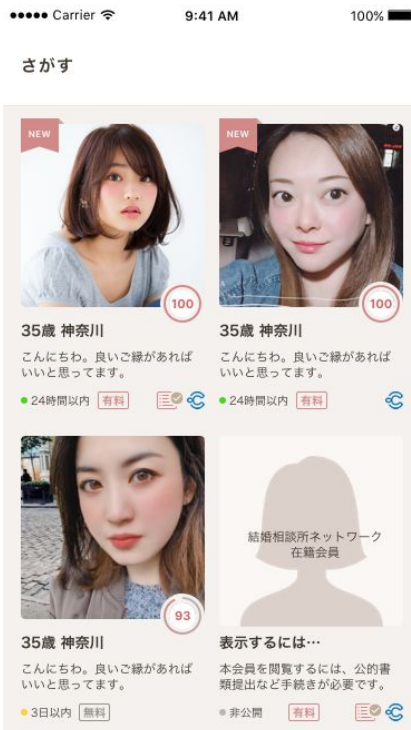 Carrier
9:41 AM
100%
さがす
NEW
NEW
100
100
35歳 神奈川
35歳 神奈川
こんにちわ。良いご縁があれば
いいと思ってます。
こんにちわ。良いご縁があれば
いいと思ってます。
24時間以内 有料
24時間以内 有料
結婚相談所ネットワーク
在籍会員
93
35歳 神奈川
表示するには…
こんにちわ。良いご縁があれば
いいと思ってます。
本会員を閲覧するには、公的書
類提出など手続きが必要です。
3日以内 無料
非公開 有料